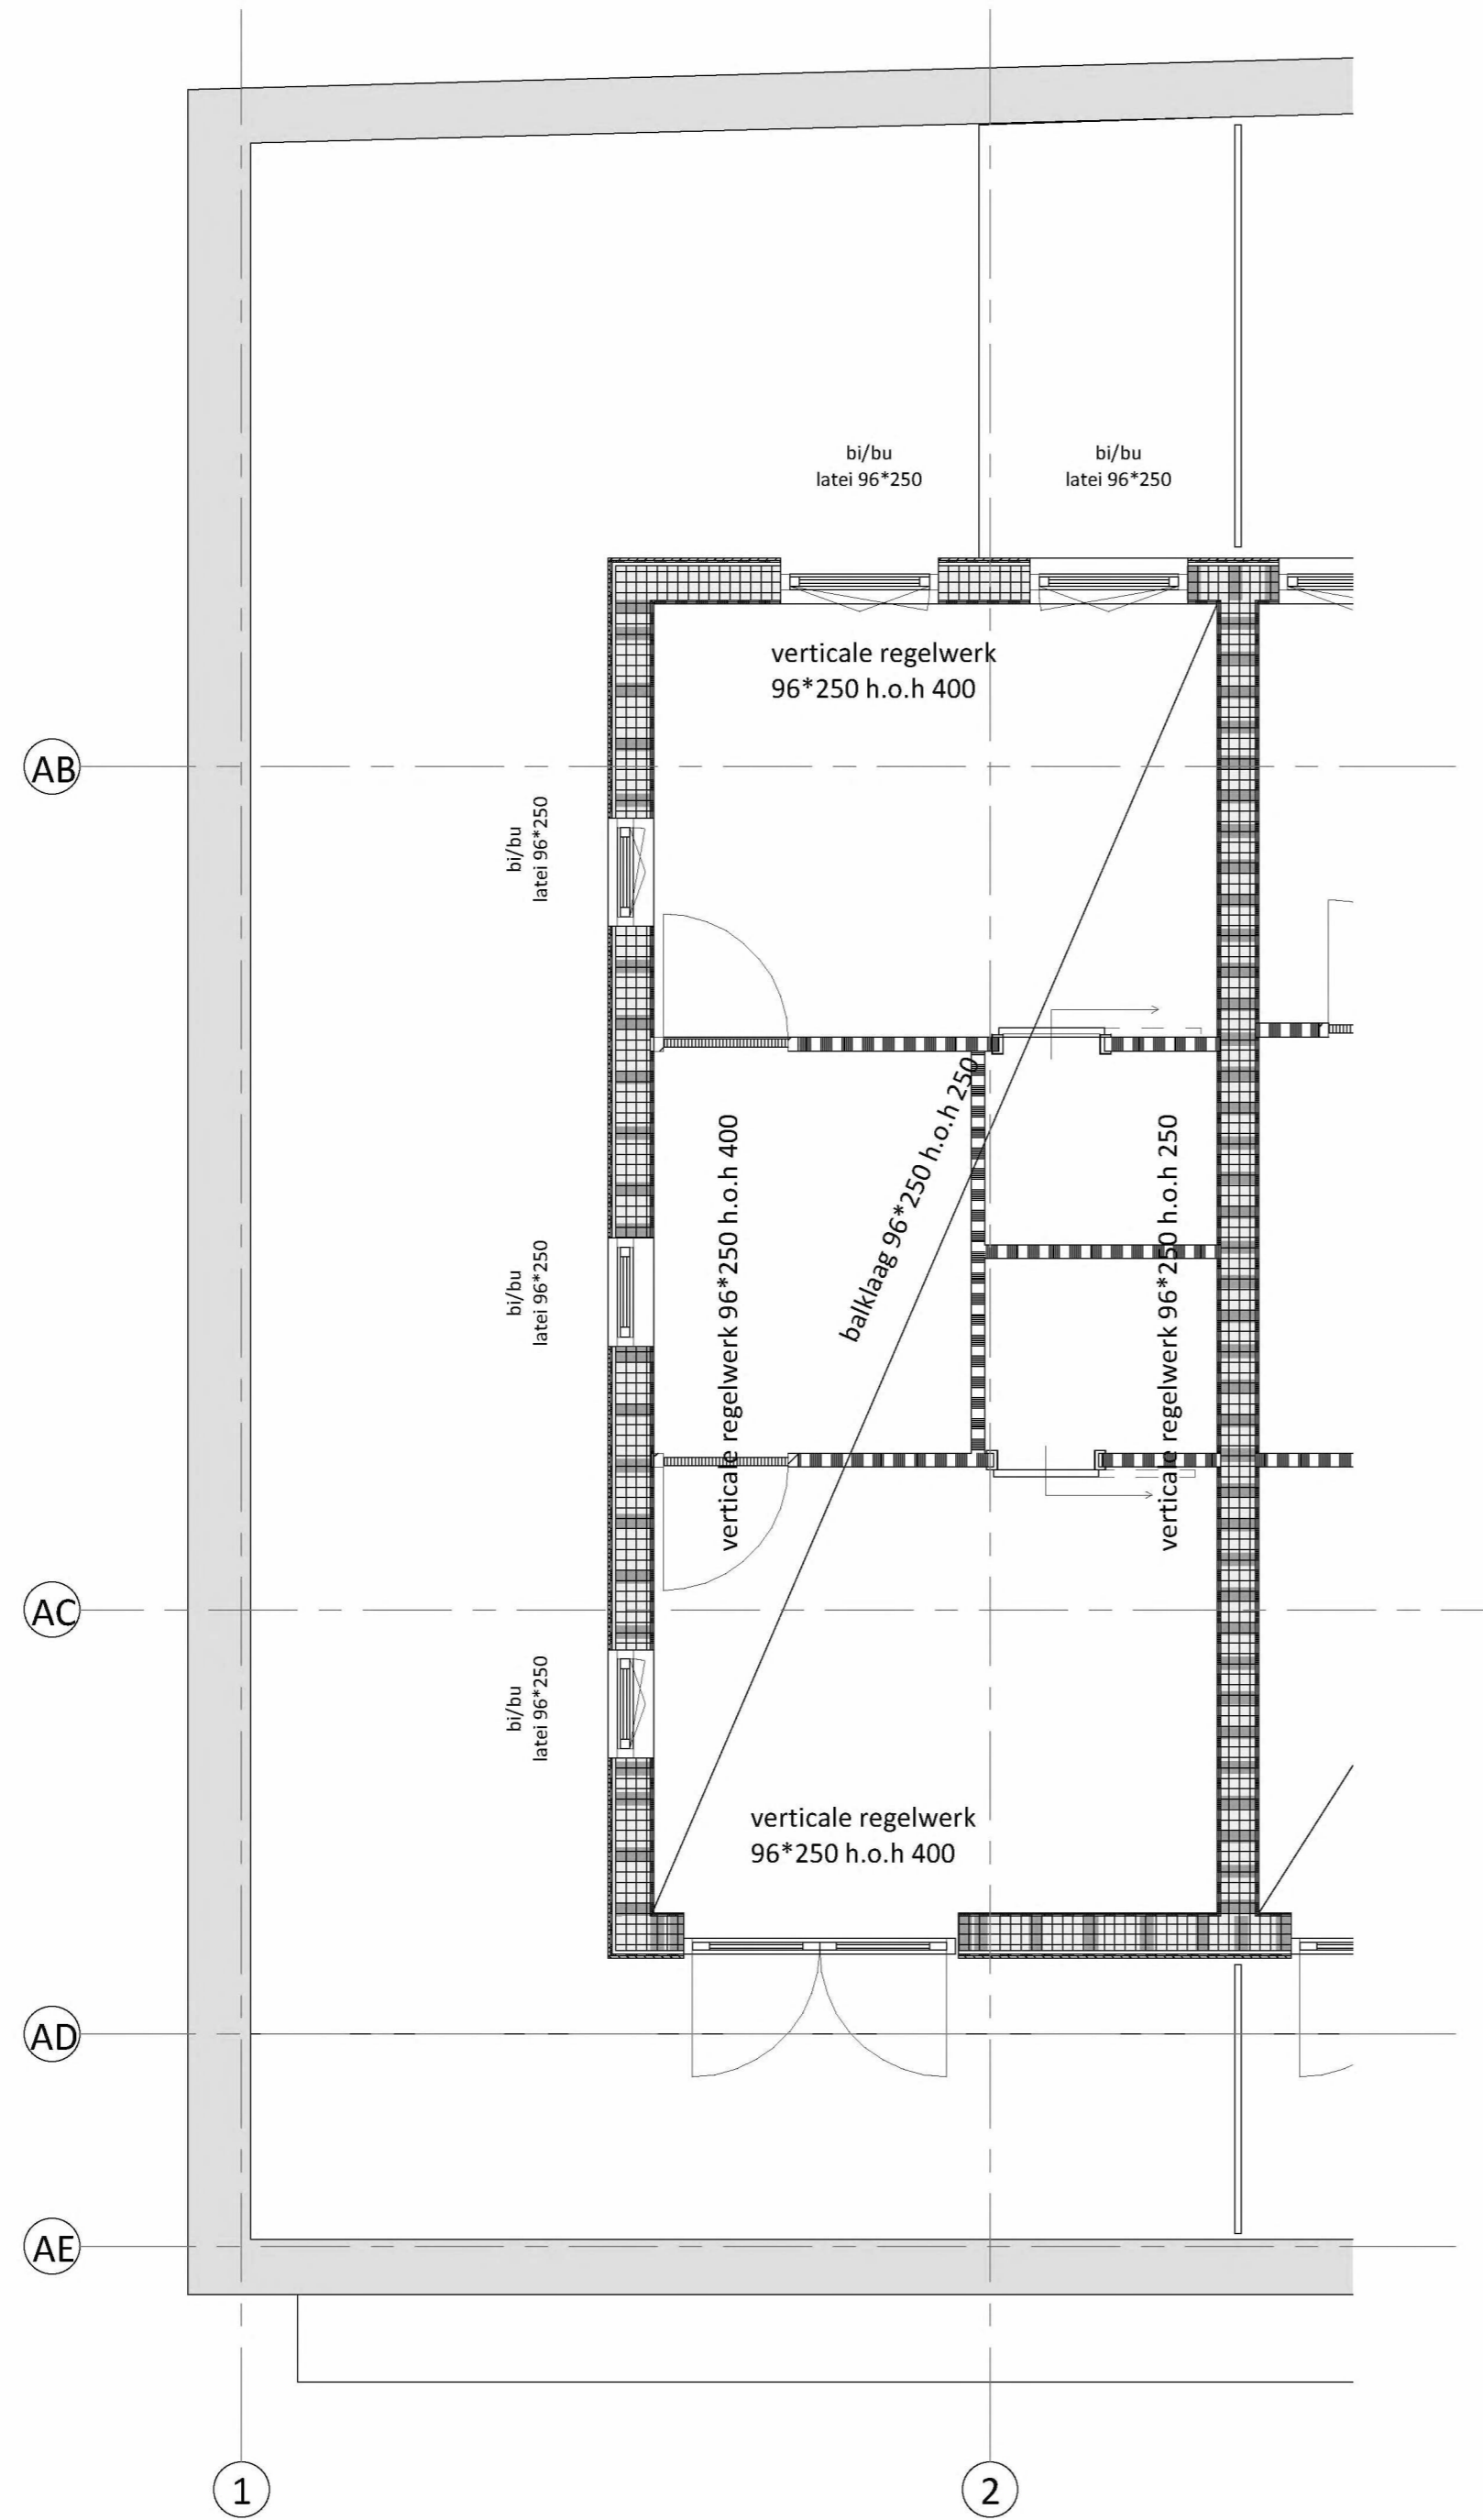 bi/bu
latei 96*250
bi/bu
latei 96*250
verticale regelwerk
96*250 h.o.h 400
AB
bi/bu
latei 96*250
verticale regelwerk 96*250 h.o.h 400
balklaag 96*250 h.o.h 250
verticale regelwerk 96*250 h.o.h 250
bi/bu
latei 96*250
AC
bi/bu
latei 96*250
verticale regelwerk
96*250 h.o.h 400
AD
AE
1
2